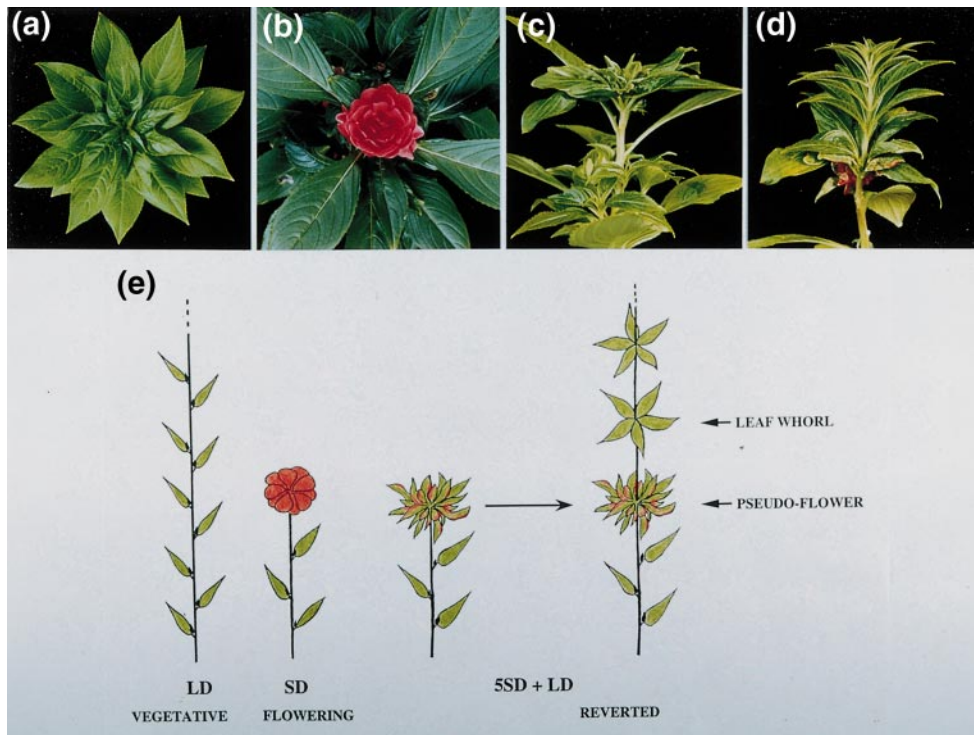 (a)
(b)
(c)
(d)
(e)
LEAF WHORL
PSEUDO-FLOWER
LD
SD
5SD + LD
VEGETATIVE
FLOWERING
REVERTED